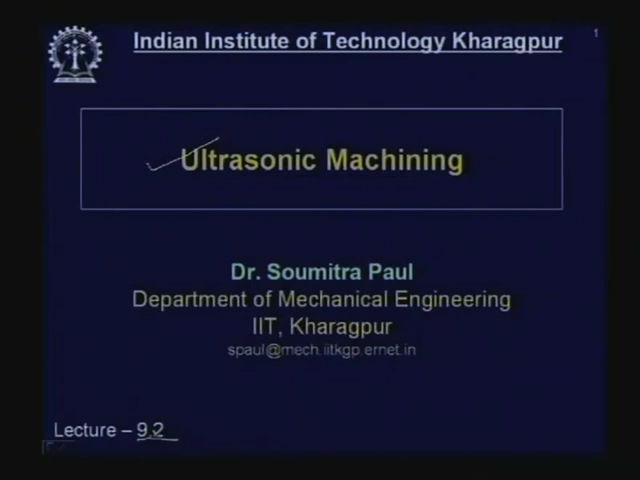 Indian Institute of Technology Kharagpur
1
Ultrasonic Machining
Dr. Soumitra Paul
Department of Mechanical Engineering
IIT, Kharagpur
spaul@mech.iitkgp.ernet.in
Lecture – 9.2